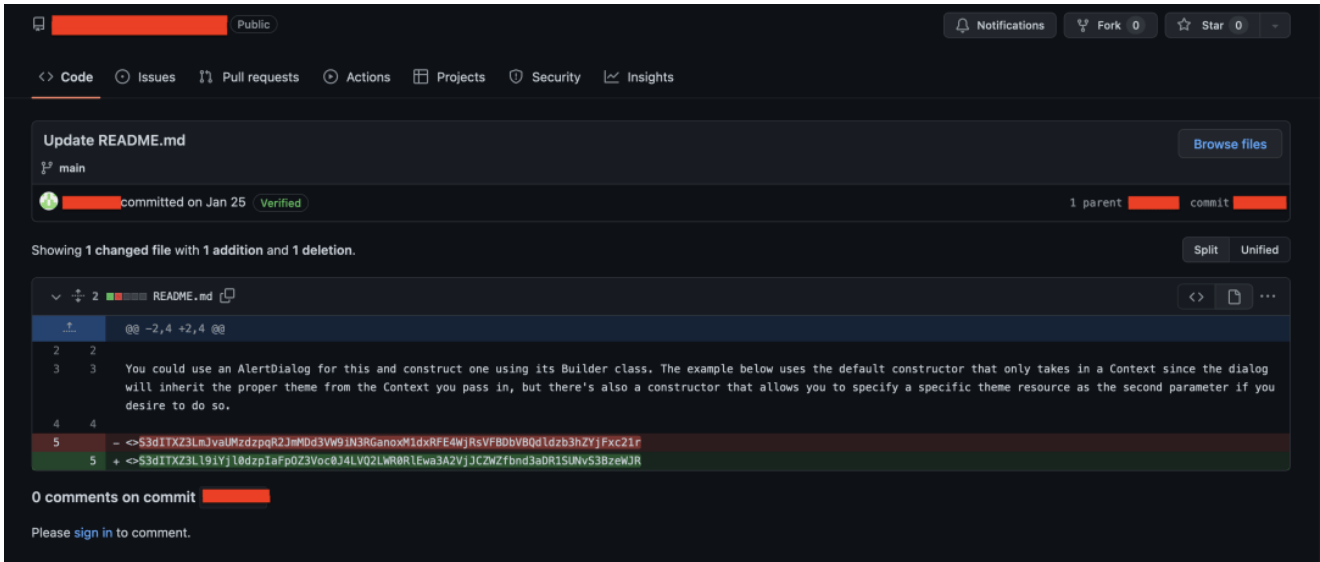 Public
Notifications
Fork 0
Star 0
<> Code
Issues
Pull requests
Actions
Projects
Security
Insights
Update README.md
Browse files
main
committed on Jan 25 Verified
1 parent commit
Showing 1 changed file with 1 addition and 1 deletion.
Split Unified
2 README.md
@@ -2,4 +2,4 @@
2 2
3 3 You could use an AlertDialog for this and construct one using its Builder class. The example below uses the default constructor that only takes in a Context since the dialog
will inherit the proper theme from the Context you pass in, but there's also a constructor that allows you to specify a specific theme resource as the second parameter if you
desire to do so.
4 4
5 - <>
5 + <>
0 comments on commit
Please sign in to comment.